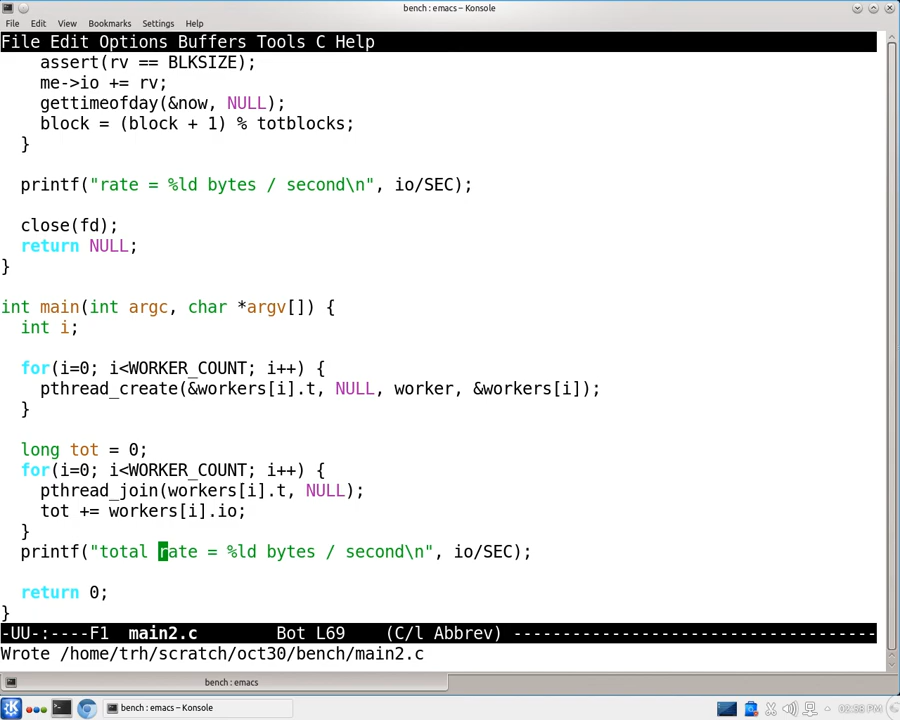 bench : emacs – Konsole
File Edit View Bookmarks Settings Help
File Edit Options Buffers Tools C Help
    assert(rv == BLKSIZE);
    me->io += rv;
    gettimeofday(&now, NULL);
    block = (block + 1) % totblocks;
  }
  printf("rate = %ld bytes / second\n", io/SEC);
  close(fd);
  return NULL;
}
int main(int argc, char *argv[]) {
  int i;
  for(i=0; i<WORKER_COUNT; i++) {
    pthread_create(&workers[i].t, NULL, worker, &workers[i]);
  }
  long tot = 0;
  for(i=0; i<WORKER_COUNT; i++) {
    pthread_join(workers[i].t, NULL);
    tot += workers[i].io;
  }
  printf("total rate = %ld bytes / second\n", io/SEC);
  return 0;
}
-UU-:----F1  main2.c        Bot L69    (C/l Abbrev) -------------------------------------
Wrote /home/trh/scratch/oct30/bench/main2.c
bench : emacs
bench : emacs – Konsole
02:58 PM